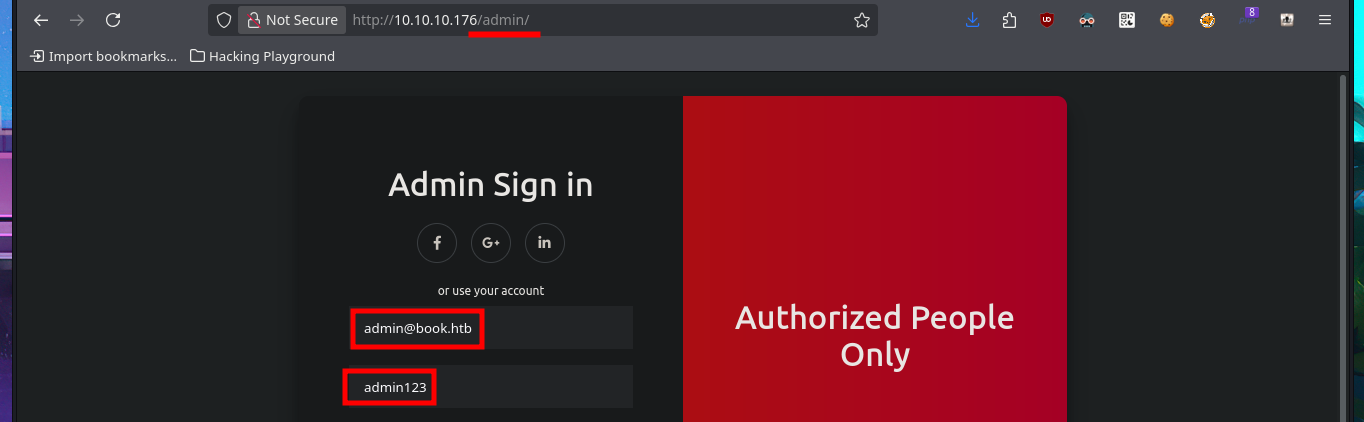 Not Secure http://10.10.10.176/admin/
8
Import bookmarks... Hacking Playground
Admin Sign in
f G+ in
or use your account
admin@book.htb
admin123
Authorized People
Only